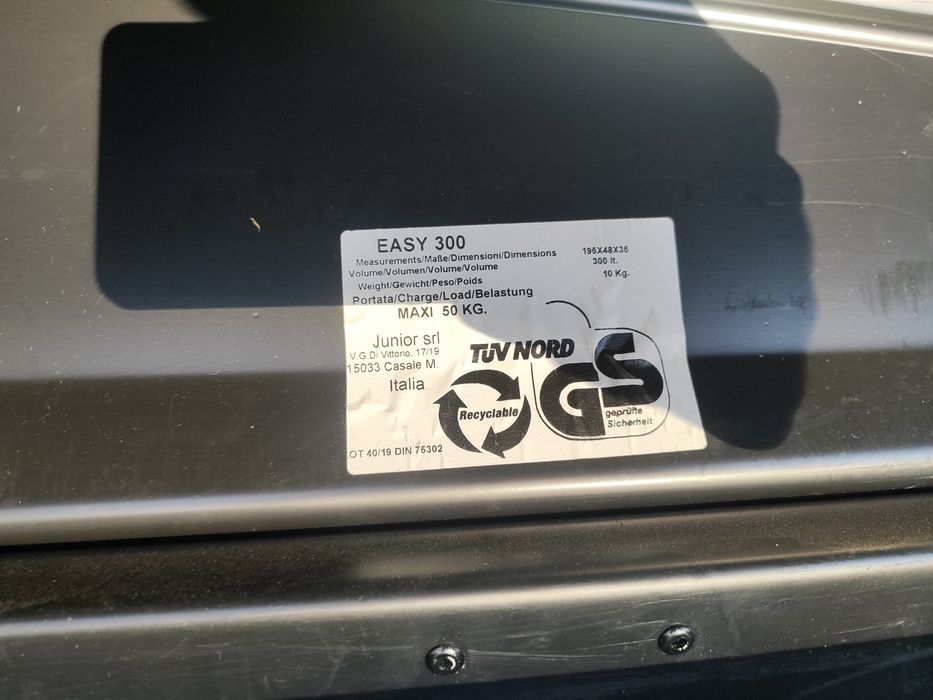 EASY 300
Measurements/Maße/Dimensioni/Dimensions 195X48X35
Volume/Volumen/Volume/Volume 300 lt.
Weight/Gewicht/Peso/Poids 10 Kg.
Portata/Charge/Load/Belastung
MAXI 50 KG.
Junior srl
V.G.Di Vittorio, 17/19
15033 Casale M.
Italia
TÜV NORD
GS
geprüfte
Sicherheit
Recyclable
LOT 40/19 DIN 75302